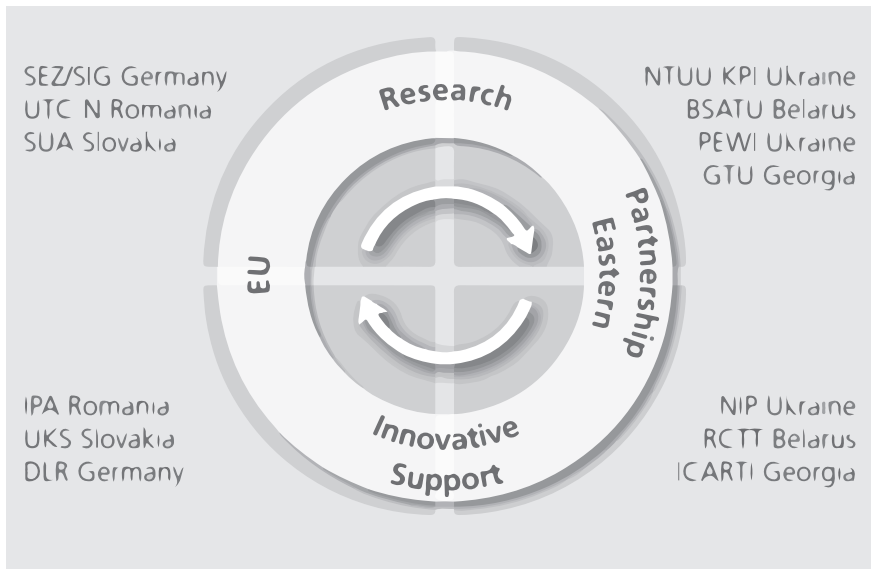 SEZ/SIG Germany
UTC N Romania
SUA Slovakia
NTUU KPI Ukraine
BSATU Belarus
PEWI Ukraine
GTU Georgia
Research
EU
Eastern
Partnership
Innovative
Support
IPA Romania
UKS Slovakia
DLR Germany
NIP Ukraine
RCTT Belarus
ICARTI Georgia